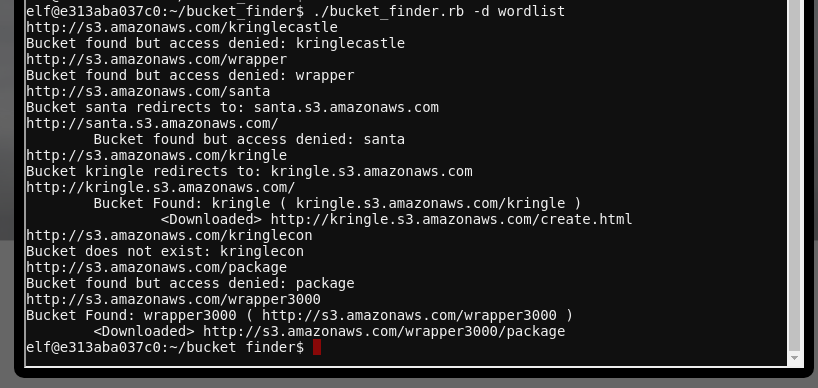 elf@e313aba037c0:~/bucket_finder$ ./bucket_finder.rb -d wordlist
http://s3.amazonaws.com/kringlecastle
Bucket found but access denied: kringlecastle
http://s3.amazonaws.com/wrapper
Bucket found but access denied: wrapper
http://s3.amazonaws.com/santa
Bucket santa redirects to: santa.s3.amazonaws.com
http://santa.s3.amazonaws.com/
Bucket found but access denied: santa
http://s3.amazonaws.com/kringle
Bucket kringle redirects to: kringle.s3.amazonaws.com
http://kringle.s3.amazonaws.com/
Bucket Found: kringle ( kringle.s3.amazonaws.com/kringle )
<Downloaded> http://kringle.s3.amazonaws.com/create.html
http://s3.amazonaws.com/kringlecon
Bucket does not exist: kringlecon
http://s3.amazonaws.com/package
Bucket found but access denied: package
http://s3.amazonaws.com/wrapper3000
Bucket Found: wrapper3000 ( http://s3.amazonaws.com/wrapper3000 )
<Downloaded> http://s3.amazonaws.com/wrapper3000/package
elf@e313aba037c0:~/bucket finder$